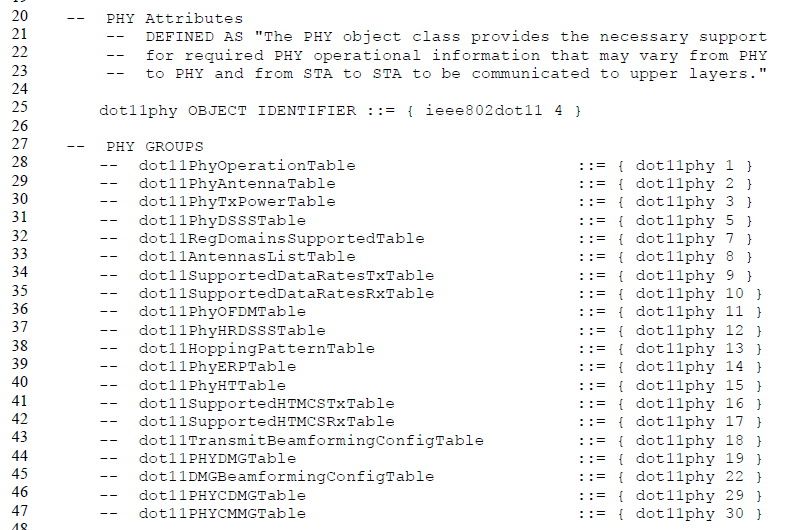 20 -- PHY Attributes
21 -- DEFINED AS "The PHY object class provides the necessary support
22 -- for required PHY operational information that may vary from PHY
23 -- to PHY and from STA to STA to be communicated to upper layers."
24
25 dot11phy OBJECT IDENTIFIER ::= { ieee802dot11 4 }
26
27 -- PHY GROUPS
28 -- dot11PhyOperationTable ::= { dot11phy 1 }
29 -- dot11PhyAntennaTable ::= { dot11phy 2 }
30 -- dot11PhyTxPowerTable ::= { dot11phy 3 }
31 -- dot11PhyDSSSTable ::= { dot11phy 5 }
32 -- dot11RegDomainsSupportedTable ::= { dot11phy 7 }
33 -- dot11AntennasListTable ::= { dot11phy 8 }
34 -- dot11SupportedDataRatesTxTable ::= { dot11phy 9 }
35 -- dot11SupportedDataRatesRxTable ::= { dot11phy 10 }
36 -- dot11PhyOFDMTable ::= { dot11phy 11 }
37 -- dot11PhyHRDSSSTable ::= { dot11phy 12 }
38 -- dot11HoppingPatternTable ::= { dot11phy 13 }
39 -- dot11PhyERPTable ::= { dot11phy 14 }
40 -- dot11PhyHTTable ::= { dot11phy 15 }
41 -- dot11SupportedHTMCSTxTable ::= { dot11phy 16 }
42 -- dot11SupportedHTMCSRxTable ::= { dot11phy 17 }
43 -- dot11TransmitBeamformingConfigTable ::= { dot11phy 18 }
44 -- dot11PHYDMGTable ::= { dot11phy 19 }
45 -- dot11DMGBeamformingConfigTable ::= { dot11phy 22 }
46 -- dot11PHYCDMGTable ::= { dot11phy 29 }
47 -- dot11PHYCMMGTable ::= { dot11phy 30 }